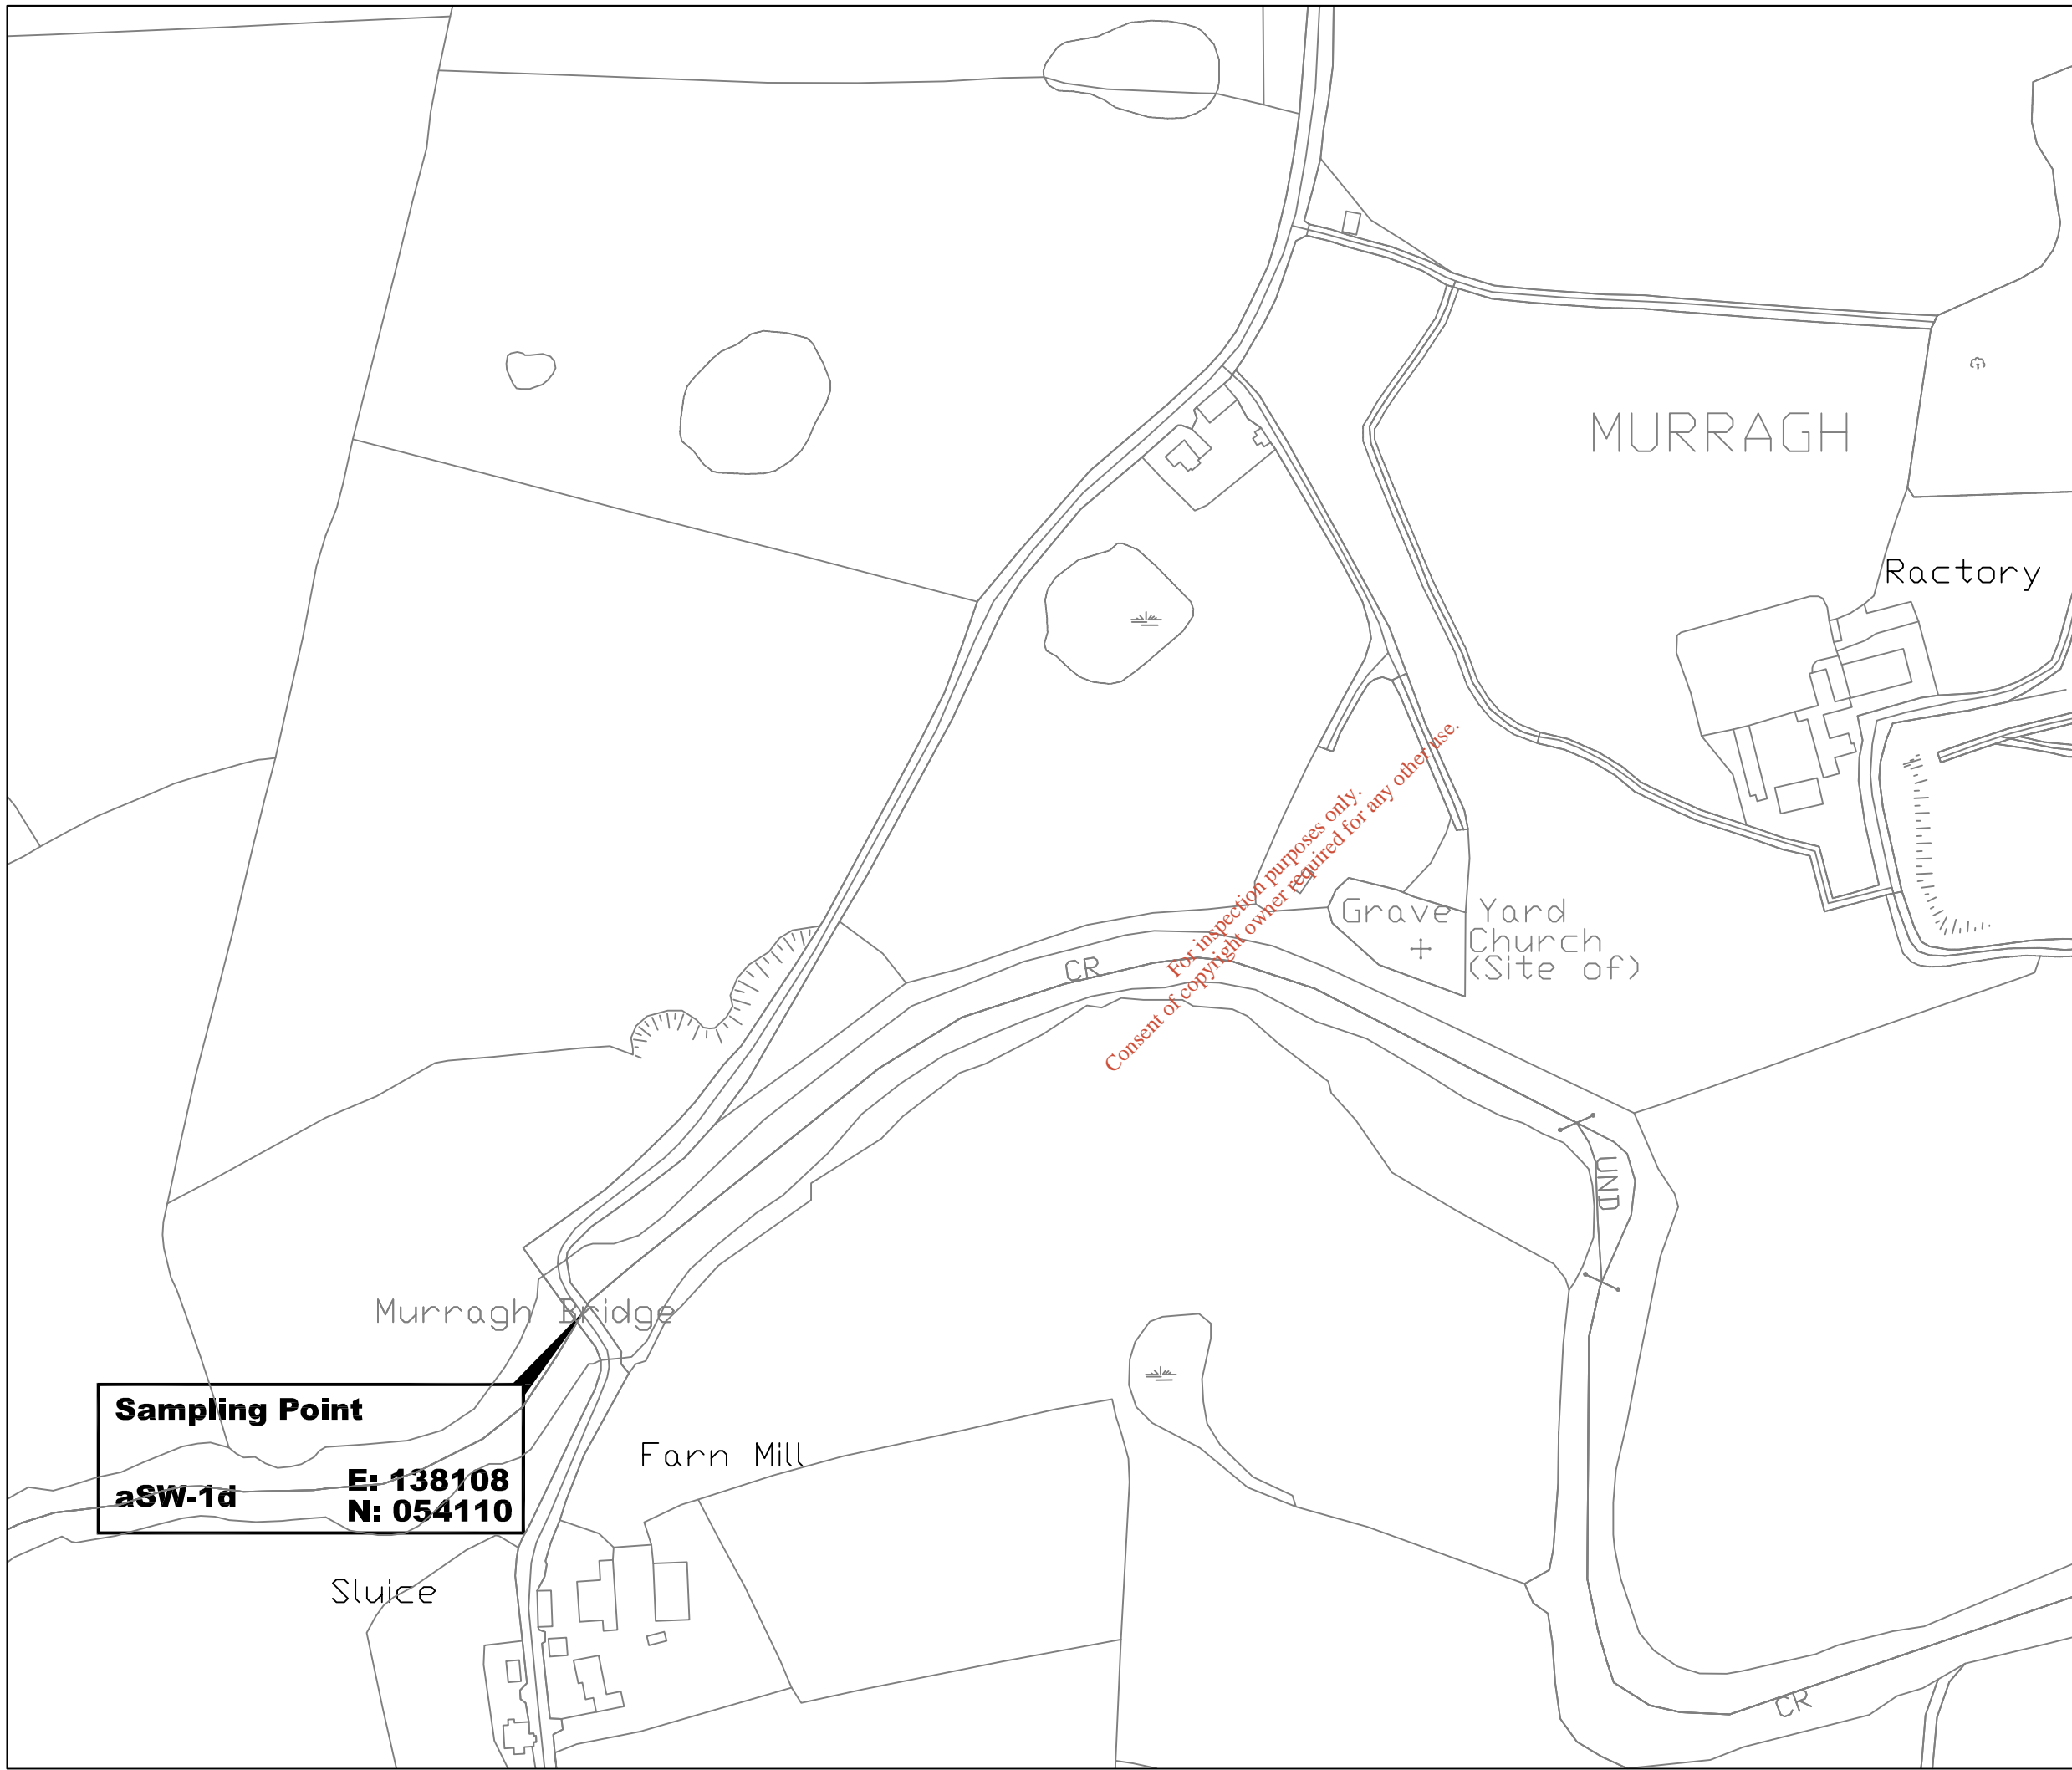 MURRAGH
Ractory
For inspection purposes only.
Consent of copyright owner required for any other use.
Grave Yard
Church
(Site of)
CR
UND
Murragh Bridge
Sampling Point
aSW-1d
E: 138108
N: 054110
Farn Mill
Sluice
CR